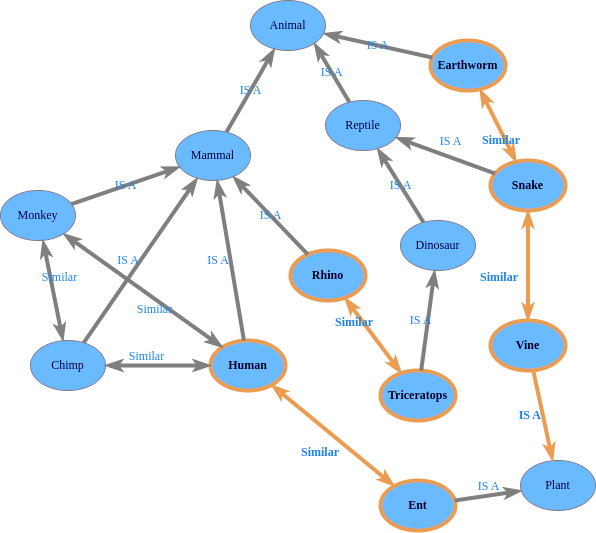 Animal
IS A
Earthworm
IS A
IS A
Reptile
Similar
IS A
Mammal
Snake
IS A
IS A
Monkey
IS A
Dinosaur
IS A
IS A
Rhino
Similar
Similar
Similar
Similar
IS A
Vine
Similar
Chimp
Human
Triceratops
IS A
Similar
IS A
Plant
Ent